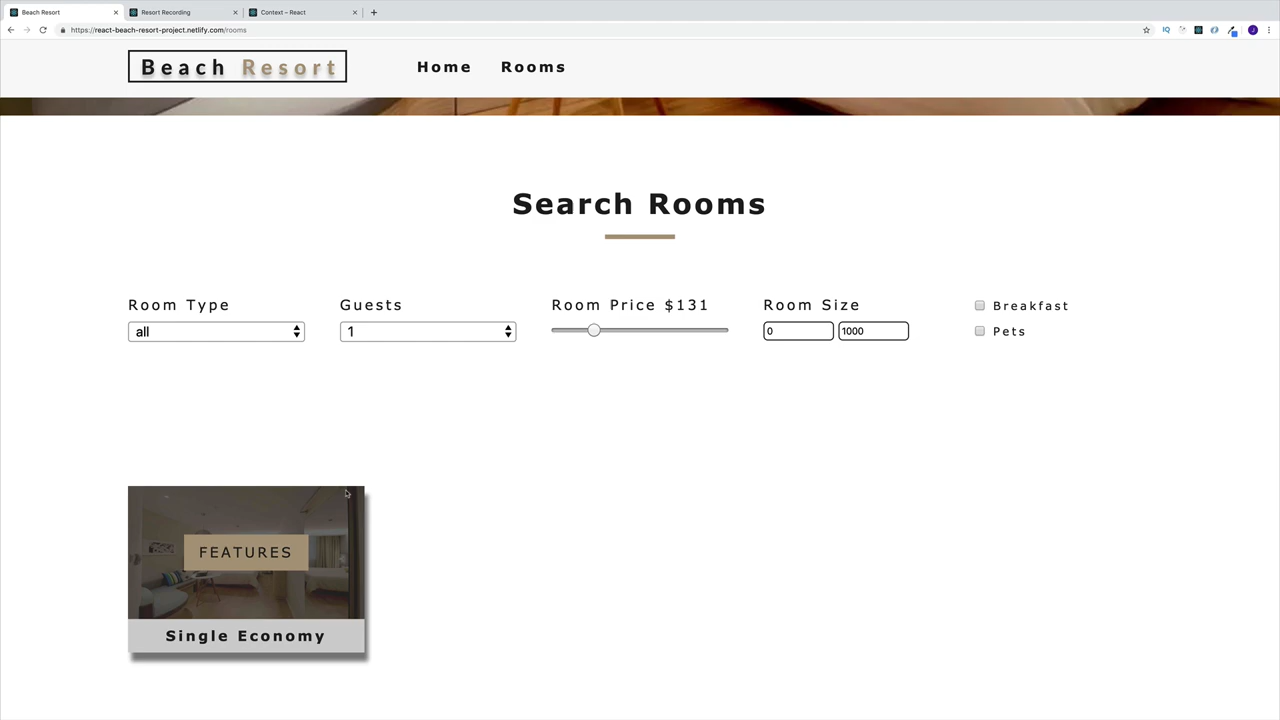 Beach Resort
Resort Recording
Context – React
https://react-beach-resort-project.netlify.com/rooms
IQ
J
Beach Resort
Home
Rooms
Search Rooms
Room Type
Guests
Room Price $131
Room Size
Breakfast
all
1
0
1000
Pets
FEATURES
Single Economy